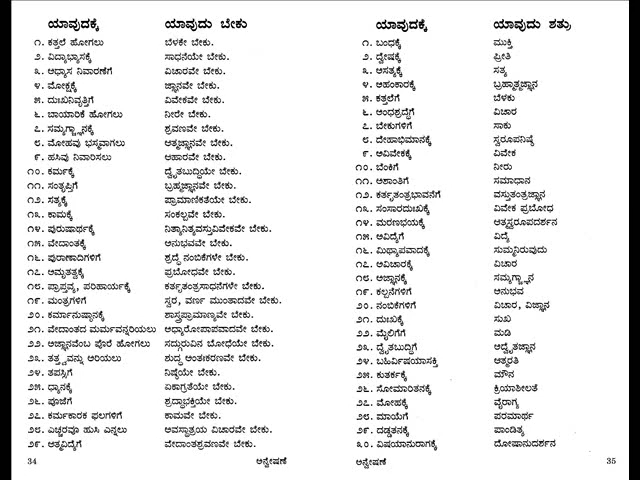 ಯಾವುದಕ್ಕೆ ಯಾವುದು ಬೇಕು
೧. ಕತ್ತಲೆ ಹೋಗಲು ಬೆಳಕೇ ಬೇಕು.
೨. ವಿದ್ಯಾಭ್ಯಾಸಕ್ಕೆ ಸಾಧನೆಯೇ ಬೇಕು.
೩. ಅಧ್ಯಾಸ ನಿವಾರಣೆಗೆ ವಿಚಾರವೇ ಬೇಕು.
೪. ಮೋಕ್ಷಕ್ಕೆ ಜ್ಞಾನವೇ ಬೇಕು.
೫. ದುಃಖನಿವೃತ್ತಿಗೆ ವಿವೇಕವೇ ಬೇಕು.
೬. ಬಾಯಾರಿಕೆ ಹೋಗಲು ನೀರೇ ಬೇಕು.
೭. ಸಮ್ಯಗ್ಜ್ಞಾನಕ್ಕೆ ಶ್ರವಣವೇ ಬೇಕು.
೮. ಮೋಹವು ಭಸ್ಮವಾಗಲು ಆತ್ಮಜ್ಞಾನವೇ ಬೇಕು.
೯. ಹಸಿವು ನಿವಾರಿಸಲು ಆಹಾರವೇ ಬೇಕು.
೧೦. ಕರ್ಮಕ್ಕೆ ದ್ವೈತಬುದ್ಧಿಯೇ ಬೇಕು.
೧೧. ಸಂತೃಪ್ತಿಗೆ ಬ್ರಹ್ಮಜ್ಞಾನವೇ ಬೇಕು.
೧೨. ಸತ್ಯಕ್ಕೆ ಪ್ರಾಮಾಣಿಕತೆಯೇ ಬೇಕು.
೧೩. ಕಾಮಕ್ಕೆ ಸಂಕಲ್ಪವೇ ಬೇಕು.
೧೪. ಪುರುಷಾರ್ಥಕ್ಕೆ ನಿತ್ಯಾನಿತ್ಯವಸ್ತುವಿವೇಕವೇ ಬೇಕು.
೧೫. ವೇದಾಂತಕ್ಕೆ ಅನುಭವವೇ ಬೇಕು.
೧೬. ಪುರಾಣಾದಿಗಳಿಗೆ ಶ್ರದ್ಧೆ ನಂಬಿಕೆಗಳೇ ಬೇಕು.
೧೭. ಅಮೃತತ್ವಕ್ಕೆ ಪ್ರಬೋಧವೇ ಬೇಕು.
೧೮. ಪ್ರಾಪ್ತವ್ಯ, ಪರಿಹಾರ್ಯಕ್ಕೆ ಕರ್ತೃತಂತ್ರಸಾಧನೆಗಳೇ ಬೇಕು.
೧೯. ಮಂತ್ರಗಳಿಗೆ ಸ್ವರ, ವರ್ಣ ಮುಂತಾದವೇ ಬೇಕು.
೨೦. ಕರ್ಮಾನುಷ್ಠಾನಕ್ಕೆ ಶಾಸ್ತ್ರಪ್ರಾಮಾಣ್ಯವೇ ಬೇಕು.
೨೧. ವೇದಾಂತದ ಮರ್ಮವನ್ನರಿಯಲು ಅಧ್ಯಾರೋಪಾಪವಾದವೇ ಬೇಕು.
೨೨. ಅಜ್ಞಾನವೆಂಬ ಪೊರೆ ಹೋಗಲು ಸದ್ಗುರುವಿನ ಬೋಧೆಯೇ ಬೇಕು.
೨೩. ತತ್ತ್ವವನ್ನು ಅರಿಯಲು ಶುದ್ಧ ಆಂತಃಕರಣವೇ ಬೇಕು.
೨೪. ತಪಸ್ಸಿಗೆ ನಿಷ್ಠೆಯೇ ಬೇಕು.
೨೫. ಧ್ಯಾನಕ್ಕೆ ಏಕಾಗ್ರತೆಯೇ ಬೇಕು.
೨೬. ಪೂಜೆಗೆ ಶ್ರದ್ಧಾಭಕ್ತಿಯೇ ಬೇಕು.
೨೭. ಕರ್ಮಕಾರಕ ಫಲಗಳಿಗೆ ಕಾಮವೇ ಬೇಕು.
೨೮. ಎಚ್ಚರವೂ ಹುಸಿ ಎನ್ನಲು ಅವಸ್ಥಾತ್ರಯ ವಿಚಾರವೇ ಬೇಕು.
೨೯. ಆತ್ಮವಿದ್ಯೆಗೆ ವೇದಾಂತಶ್ರವಣವೇ ಬೇಕು.
34 ಅನ್ವೇಷಣೆ
ಯಾವುದಕ್ಕೆ ಯಾವುದು ಶತ್ರು
೧. ಬಂಧಕ್ಕೆ ಮುಕ್ತಿ
೨. ದ್ವೇಷಕ್ಕೆ ಪ್ರೀತಿ
೩. ಅಸತ್ಯಕ್ಕೆ ಸತ್ಯ
೪. ಅಹಂಕಾರಕ್ಕೆ ಬ್ರಹ್ಮಾತ್ಮಜ್ಞಾನ
೫. ಕತ್ತಲೆಗೆ ಬೆಳಕು
೬. ಅಂಧಶ್ರದ್ಧೆಗೆ ವಿಚಾರ
೭. ಬೇಕುಗಳಿಗೆ ಸಾಕು
೮. ದೇಹಾಭಿಮಾನಕ್ಕೆ ಸ್ವರೂಪನಿಷ್ಠೆ
೯. ಅವಿವೇಕಕ್ಕೆ ವಿವೇಕ
೧೦. ಬೆಂಕಿಗೆ ನೀರು
೧೧. ಅಶಾಂತಿಗೆ ಸಮಾಧಾನ
೧೨. ಕರ್ತೃತಂತ್ರಭಾವನೆಗೆ ವಸ್ತುತಂತ್ರಜ್ಞಾನ
೧೩. ಸಂಸಾರದುಃಖಕ್ಕೆ ವಿವೇಕ ಪ್ರಬೋಧ
೧೪. ಮರಣಭಯಕ್ಕೆ ಆತ್ಮಸ್ವರೂಪದರ್ಶನ
೧೫. ಅವಿದ್ಯೆಗೆ ವಿದ್ಯೆ
೧೬. ಮಿಥ್ಯಾಪವಾದಕ್ಕೆ ಸುಮ್ಮನಿರುವುದು
೧೭. ಅವಿಚಾರಕ್ಕೆ ವಿಚಾರ
೧೮. ಅಜ್ಞಾನಕ್ಕೆ ಸಮ್ಯಗ್ಜ್ಞಾನ
೧೯. ಕಲ್ಪನೆಗಳಿಗೆ ಅನುಭವ
೨೦. ನಂಬಿಕೆಗಳಿಗೆ ವಿಚಾರ, ವಿಜ್ಞಾನ
೨೧. ದುಃಖಕ್ಕೆ ಸುಖ
೨೨. ಮೈಲಿಗೆಗೆ ಮಡಿ
೨೩. ದ್ವೈತಬುದ್ಧಿಗೆ ಅದ್ವೈತಜ್ಞಾನ
೨೪. ಬಹಿರ್ವಿಷಯಾಸಕ್ತಿ ಆತ್ಮರತಿ
೨೫. ಕುತರ್ಕಕ್ಕೆ ಮೌನ
೨೬. ಸೋಮಾರಿತನಕ್ಕೆ ಕ್ರಿಯಾಶೀಲತೆ
೨೭. ಮೋಹಕ್ಕೆ ವೈರಾಗ್ಯ
೨೮. ಮಾಯೆಗೆ ಪರಮಾರ್ಥ
೨೯. ದಡ್ಡತನಕ್ಕೆ ಪಾಂಡಿತ್ಯ
೩೦. ವಿಷಯಾನುರಾಗಕ್ಕೆ ದೋಷಾನುದರ್ಶನ
ಅನ್ವೇಷಣೆ 35